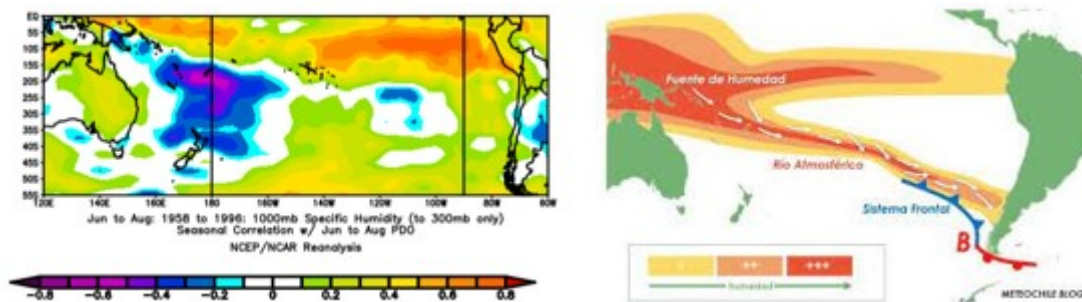 EQ
5S
10S
15S
20S
25S
30S
35S
40S
45S
50S
55S
120E 140E 160E 180 160W 140W 120W 100W 80W 60W
Jun to Aug: 1958 to 1996: 1000mb Specific Humidity (to 300mb only)
Seasonal Correlation w/ Jun to Aug PDO
NCEP/NCAR Reanalysis
-0.8 -0.6 -0.4 -0.2 0 0.2 0.4 0.6 0.8
Fuente de Humedad
Río Atmosférico
Sistema Frontal
B
+ ++ +++
humedad
METEOCHILE BLOG